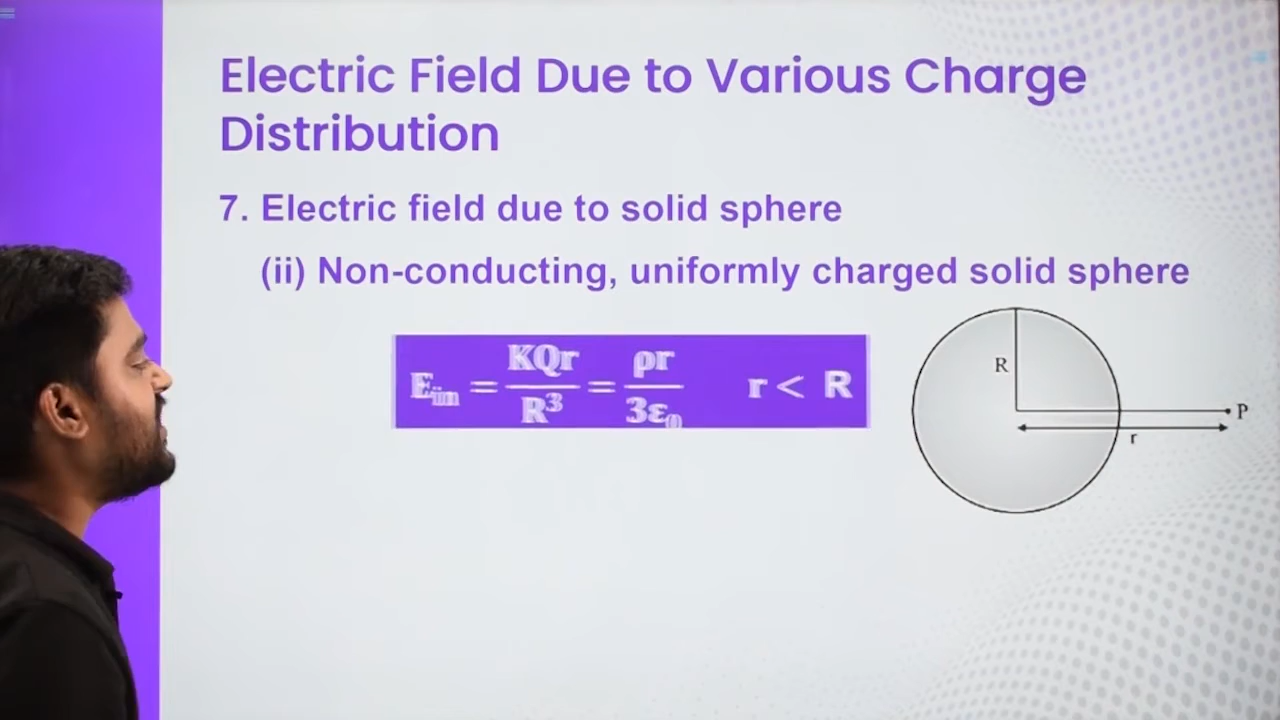 Electric Field Due to Various Charge
Distribution
7. Electric field due to solid sphere
(ii) Non-conducting, uniformly charged solid sphere
E_in = KQr/R³ = ρr/3ε₀ r < R
R
P
r